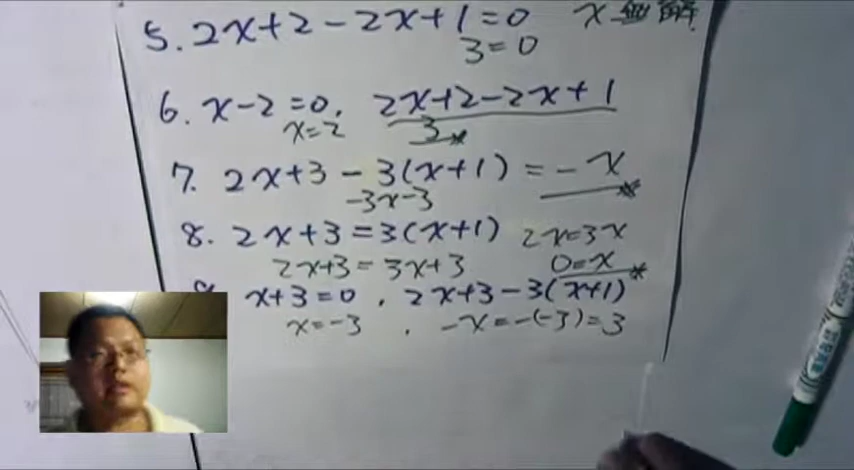 5. 2x+2-2x+1=0 x無解
3=0
6. x-2=0, 2x+2-2x+1
x=2 3
7. 2x+3-3(x+1)=-x
-3x-3
8. 2x+3=3(x+1) 2x=3x
2x+3=3x+3 0=x
x+3=0, 2x+3-3(x+1)
x=-3, -x=-(-3)=3